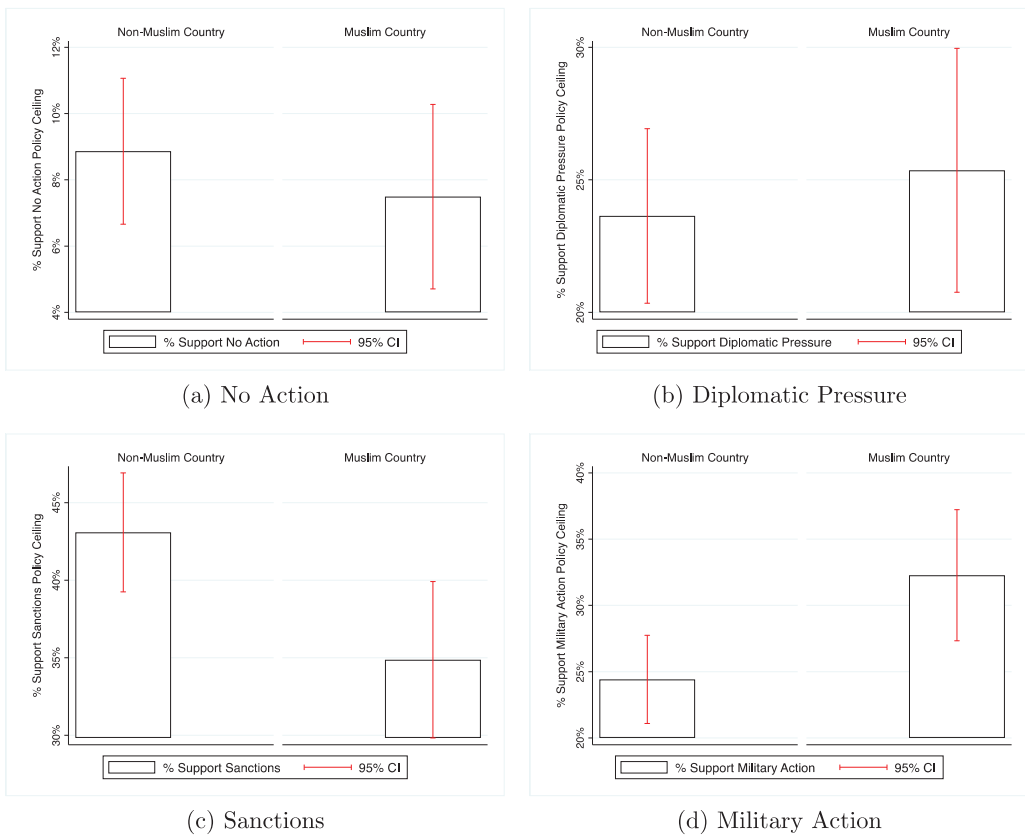 Non-Muslim Country Muslim Country
% Support No Action Policy Ceiling
12%
10%
8%
6%
4%
% Support No Action 95% CI
(a) No Action
Non-Muslim Country Muslim Country
% Support Diplomatic Pressure Policy Ceiling
30%
25%
20%
% Support Diplomatic Pressure 95% CI
(b) Diplomatic Pressure
Non-Muslim Country Muslim Country
% Support Sanctions Policy Ceiling
45%
40%
35%
30%
% Support Sanctions 95% CI
(c) Sanctions
Non-Muslim Country Muslim Country
% Support Military Action Policy Ceiling
40%
35%
30%
25%
20%
% Support Military Action 95% CI
(d) Military Action